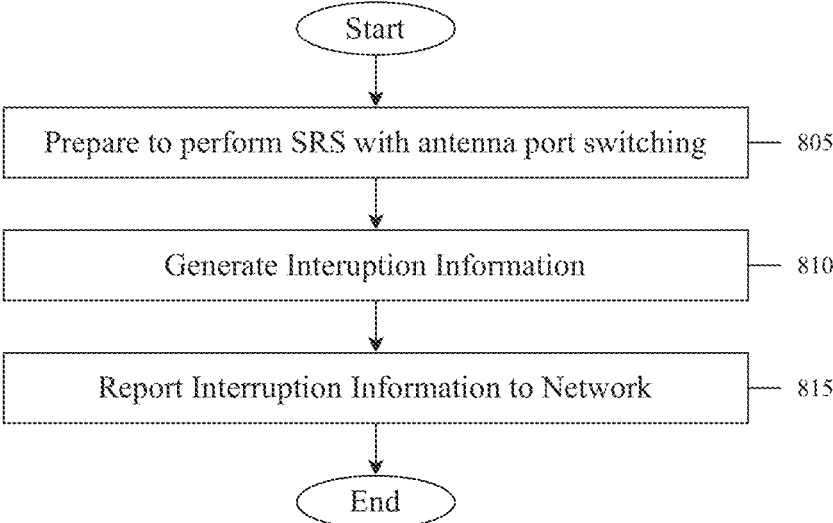 Start
Prepare to perform SRS with antenna port switching
805
Generate Interuption Information
810
Report Interruption Information to Network
815
End